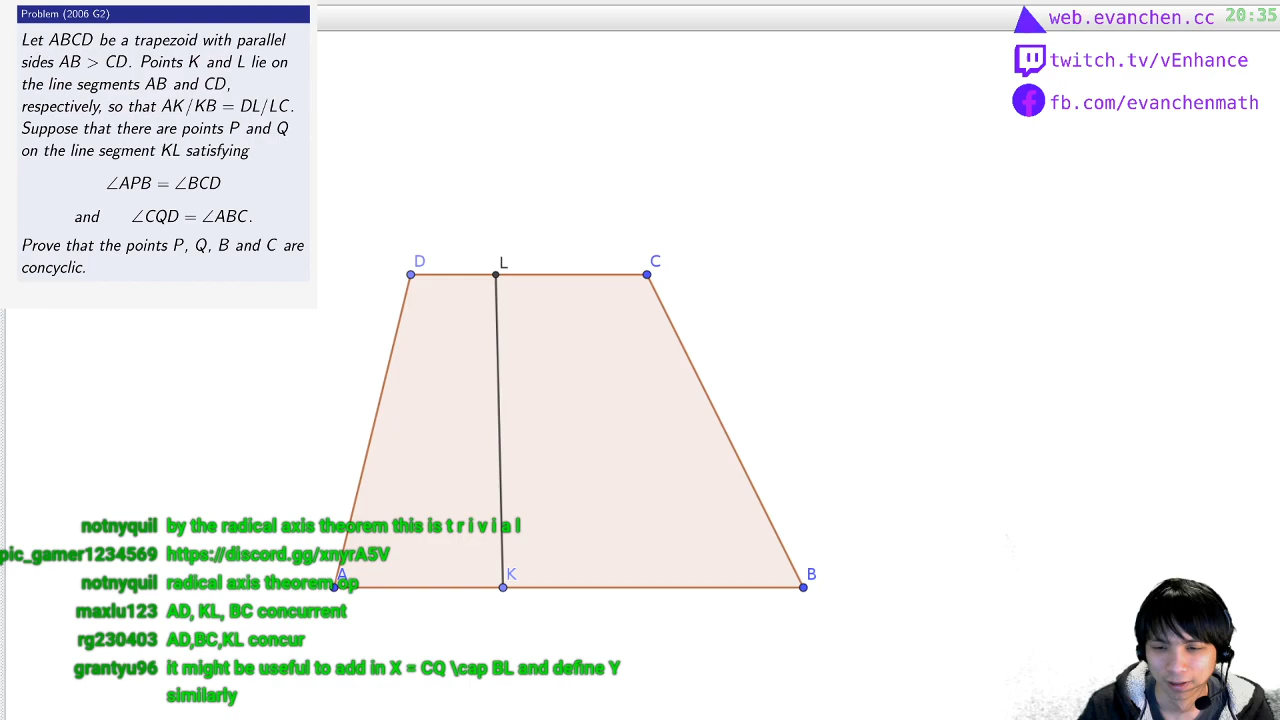 Problem (2006 G2)
Let ABCD be a trapezoid with parallel
sides AB > CD. Points K and L lie on
the line segments AB and CD,
respectively, so that AK/KB = DL/LC.
Suppose that there are points P and Q
on the line segment KL satisfying
∠APB = ∠BCD
and ∠CQD = ∠ABC.
Prove that the points P, Q, B and C are
concyclic.
web.evanchen.cc
20:35
twitch.tv/vEnhance
fb.com/evanchenmath
D
L
C
A
K
B
notnyquil by the radical axis theorem this is t r i v i a l
pic_gamer1234569 https://discord.gg/xnyrA5V
notnyquil radical axis theorem op
maxlu123 AD, KL, BC concurrent
rg230403 AD,BC,KL concur
grantyu96 it might be useful to add in X = CQ \cap BL and define Y
similarly